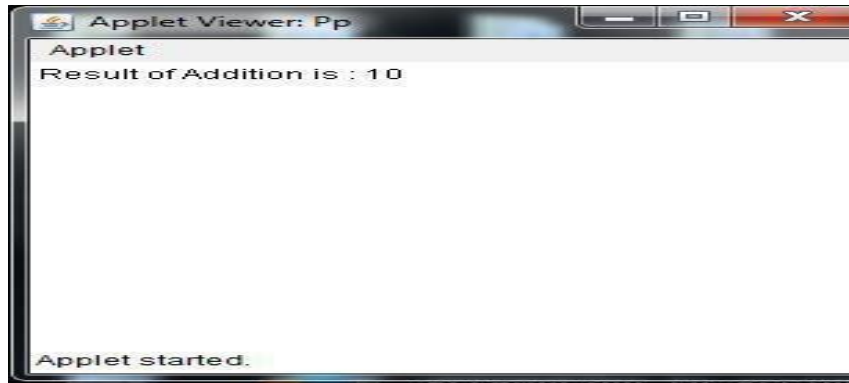 Applet Viewer: Pp
Applet
Result of Addition is : 10
Applet started.